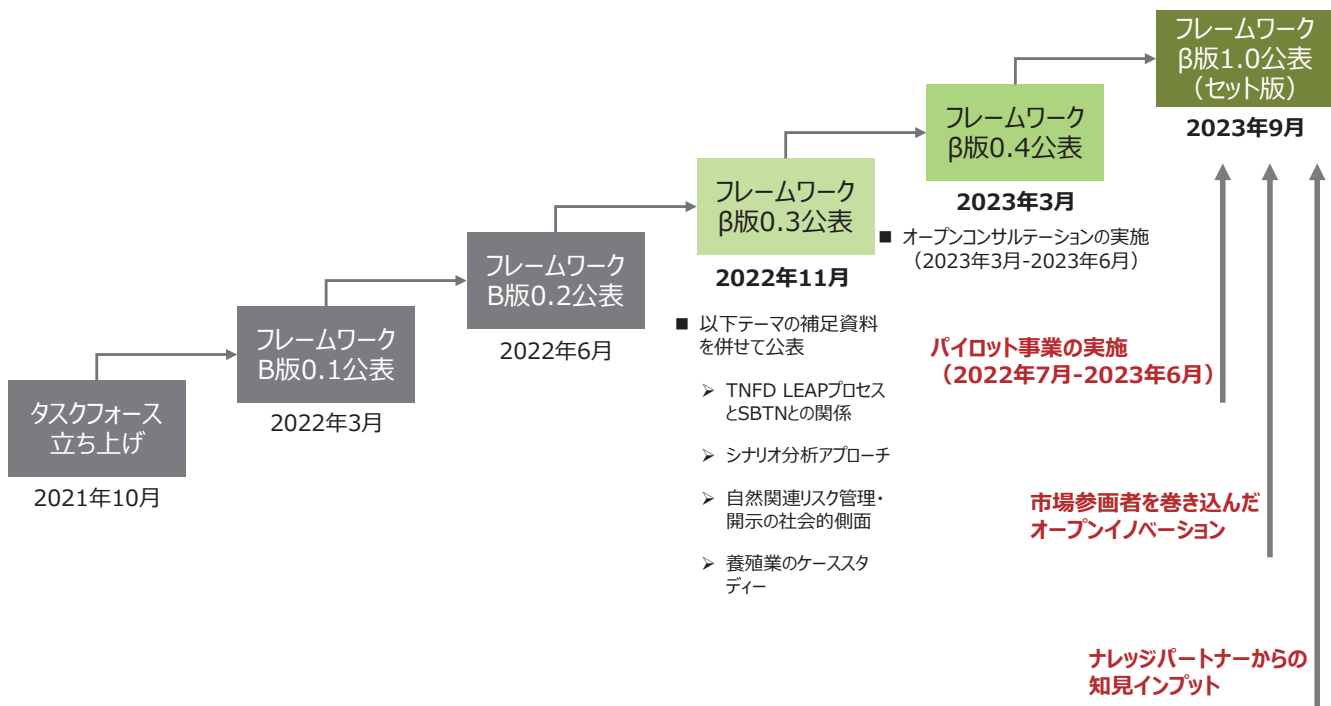 タスクフォース
立ち上げ
2021年10月
フレームワーク
B版0.1公表
2022年3月
フレームワーク
B版0.2公表
2022年6月
フレームワーク
β版0.3公表
2022年11月
■ 以下テーマの補足資料
を併せて公表
➢ TNFD LEAPプロセス
とSBTNとの関係
➢ シナリオ分析アプローチ
➢ 自然関連リスク管理・
開示の社会的側面
➢ 養殖業のケーススタ
ディー
フレームワーク
β版0.4公表
2023年3月
■ オープンコンサルテーションの実施
（2023年3月-2023年6月）
フレームワーク
β版1.0公表
（セット版）
2023年9月
パイロット事業の実施
（2022年7月-2023年6月）
市場参画者を巻き込んだ
オープンイノベーション
ナレッジパートナーからの
知見インプット